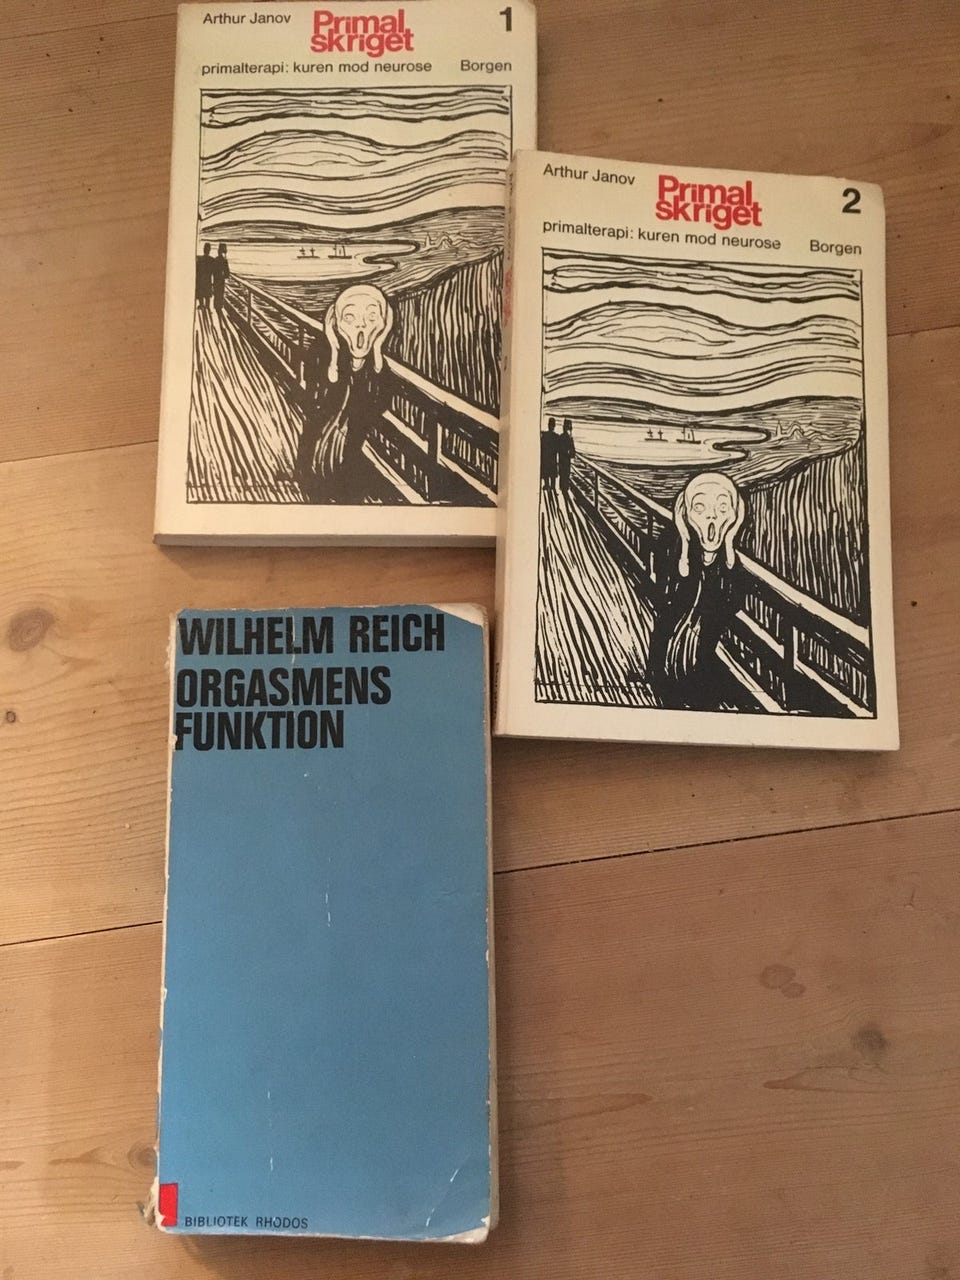 Arthur Janov
Primal
skriget
1
primalterapi: kuren mod neurose Borgen
Arthur Janov
Primal
skriget
2
primalterapi: kuren mod neurose Borgen
WILHELM REICH
ORGASMENS
FUNKTION
BIBLIOTEK RHODOS